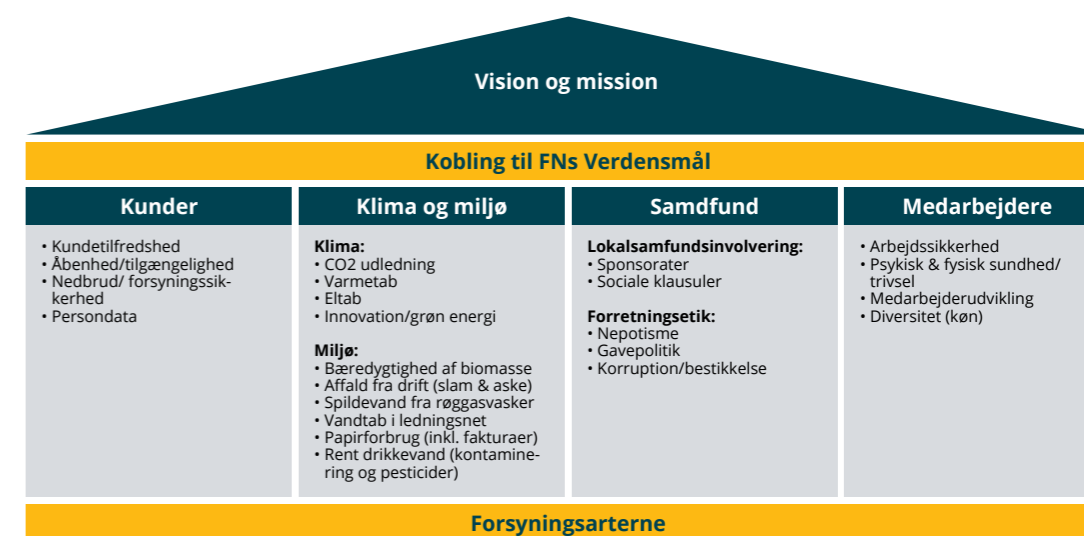 Vision og mission
Kobling til FNs Verdensmål
Kunder
• Kundetilfredshed
• Åbenhed/tilgængelighed
• Nedbrud/ forsyningssik-
kerhed
• Persondata
Klima og miljø
Klima:
• CO2 udledning
• Varmetab
• Eltab
• Innovation/grøn energi
Miljø:
• Bæredygtighed af biomasse
• Affald fra drift (slam & aske)
• Spildevand fra røggasvasker
• Vandtab i ledningsnet
• Papirforbrug (inkl. fakturaer)
• Rent drikkevand (kontamine-
ring og pesticider)
Samdfund
Lokalsamfundsinvolvering:
• Sponsorater
• Sociale klausuler
Forretningsetik:
• Nepotisme
• Gavepolitik
• Korruption/bestikkelse
Medarbejdere
• Arbejdssikkerhed
• Psykisk & fysisk sundhed/
trivsel
• Medarbejderudvikling
• Diversitet (køn)
Forsyningsarterne